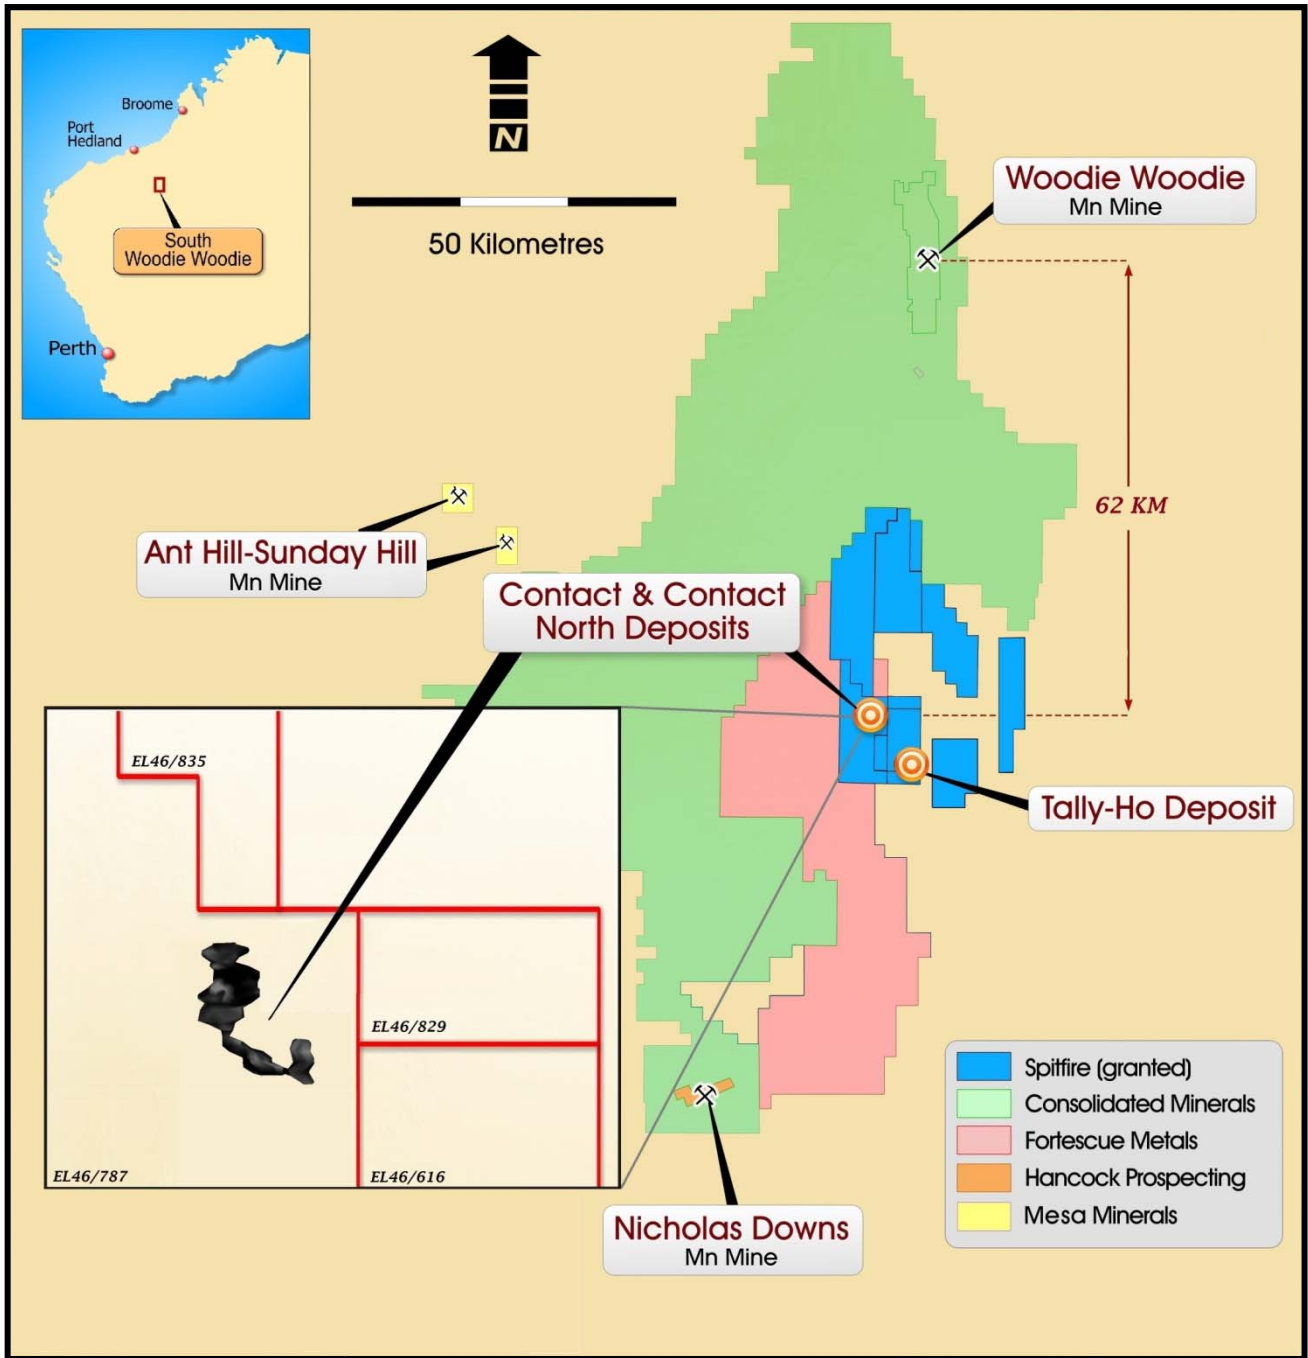 Broome
Port
Hedland
South
Woodie Woodie
Perth
N
50 Kilometres
Woodie Woodie
Mn Mine
62 KM
Ant Hill-Sunday Hill
Mn Mine
Contact & Contact
North Deposits
Tally-Ho Deposit
EL46/835
EL46/829
EL46/787
EL46/616
Nicholas Downs
Mn Mine
Spitfire (granted)
Consolidated Minerals
Fortescue Metals
Hancock Prospecting
Mesa Minerals